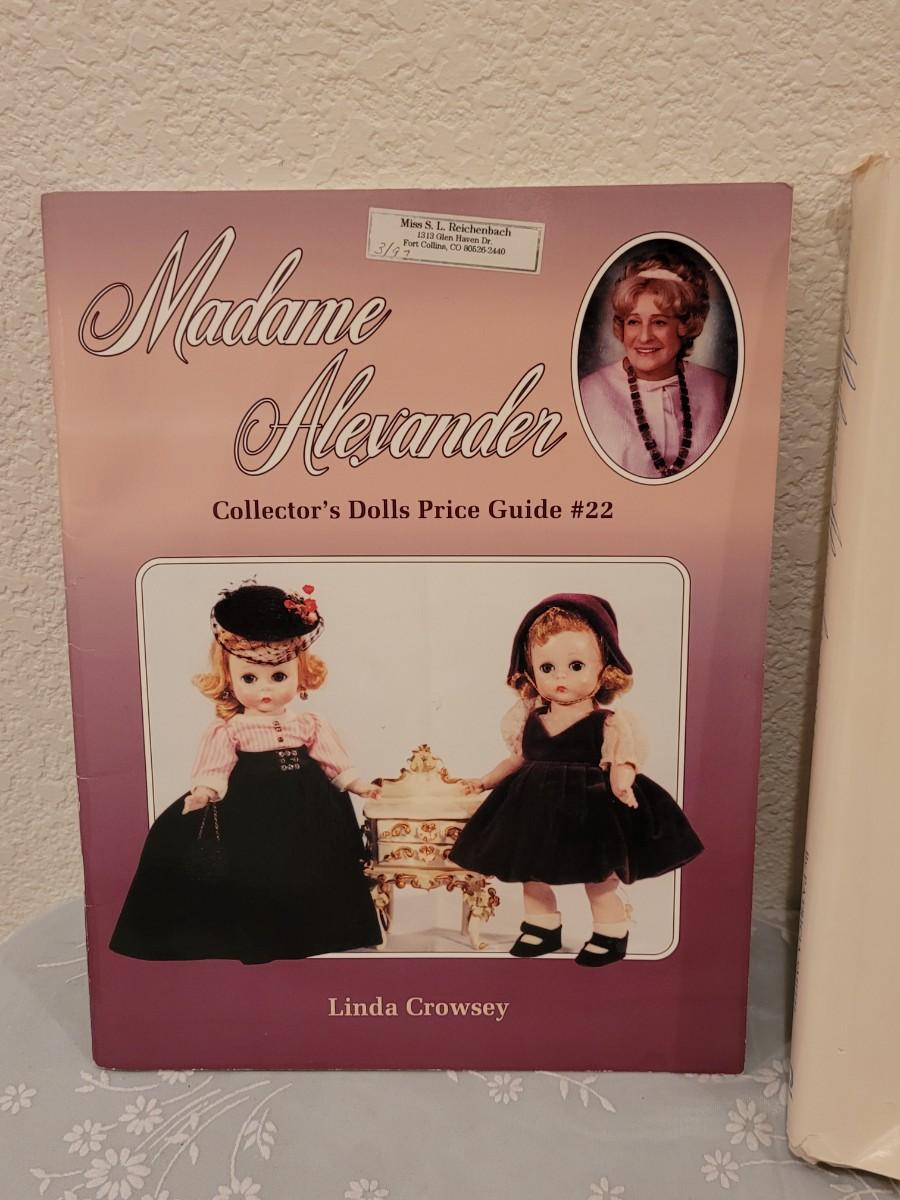 Miss S. L. Reichenbach
1313 Glen Haven Dr.
Fort Collins, CO 80526-2440
3/97
Madame
Alexander
Collector's Dolls Price Guide #22
Linda Crowsey